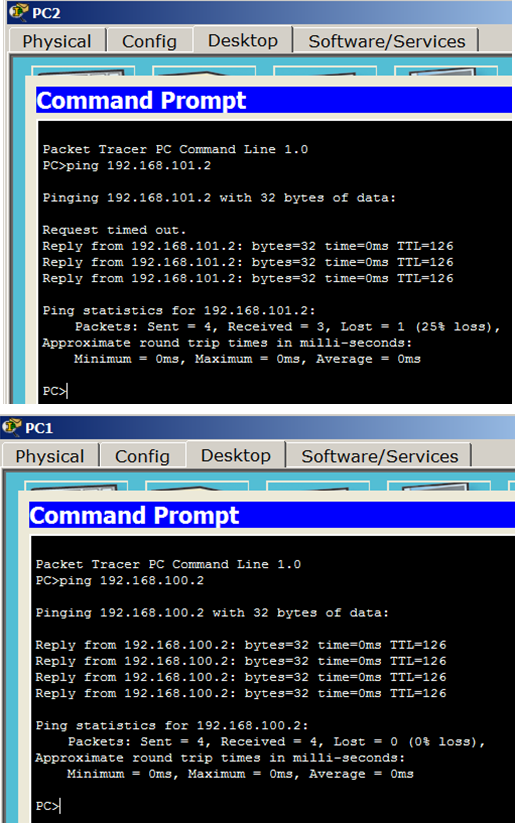 PC2
Physical Config Desktop Software/Services
Command Prompt
Packet Tracer PC Command Line 1.0
PC>ping 192.168.101.2
Pinging 192.168.101.2 with 32 bytes of data:
Request timed out.
Reply from 192.168.101.2: bytes=32 time=0ms TTL=126
Reply from 192.168.101.2: bytes=32 time=0ms TTL=126
Reply from 192.168.101.2: bytes=32 time=0ms TTL=126
Ping statistics for 192.168.101.2:
Packets: Sent = 4, Received = 3, Lost = 1 (25% loss),
Approximate round trip times in milli-seconds:
Minimum = 0ms, Maximum = 0ms, Average = 0ms
PC>
PC1
Physical Config Desktop Software/Services
Command Prompt
Packet Tracer PC Command Line 1.0
PC>ping 192.168.100.2
Pinging 192.168.100.2 with 32 bytes of data:
Reply from 192.168.100.2: bytes=32 time=0ms TTL=126
Reply from 192.168.100.2: bytes=32 time=0ms TTL=126
Reply from 192.168.100.2: bytes=32 time=0ms TTL=126
Reply from 192.168.100.2: bytes=32 time=0ms TTL=126
Ping statistics for 192.168.100.2:
Packets: Sent = 4, Received = 4, Lost = 0 (0% loss),
Approximate round trip times in milli-seconds:
Minimum = 0ms, Maximum = 0ms, Average = 0ms
PC>